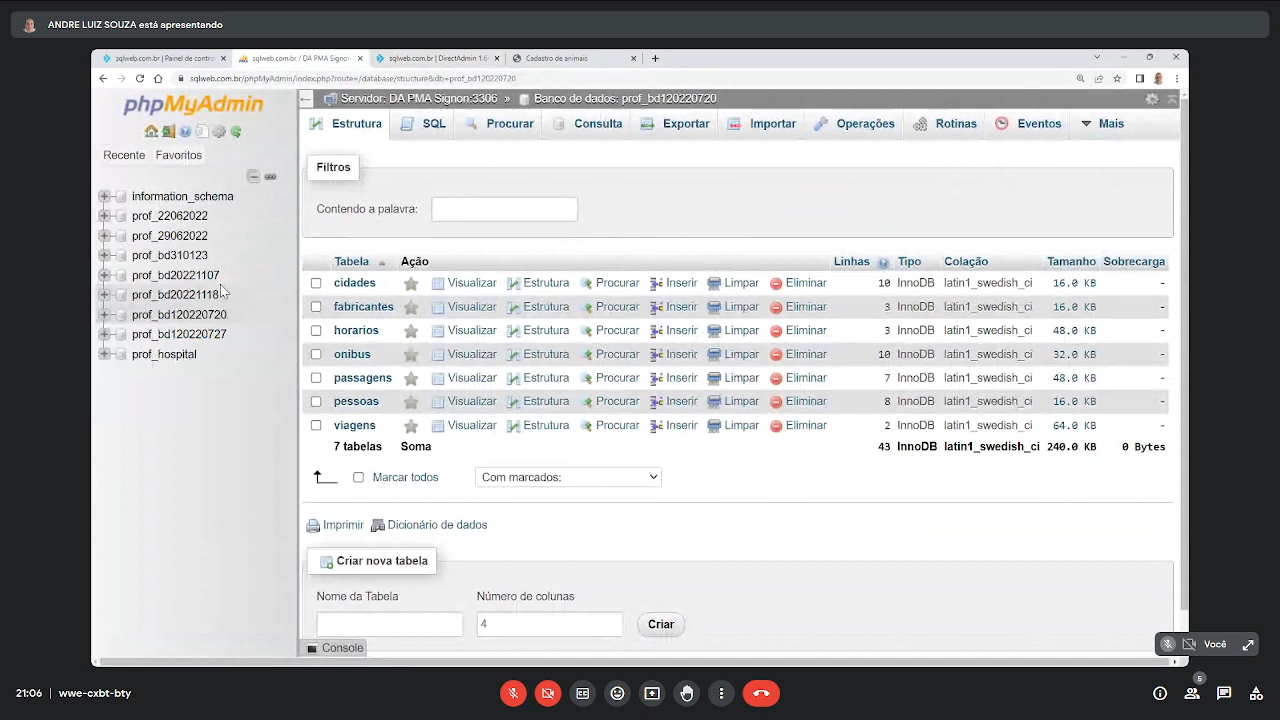 ANDRE LUIZ SOUZA está apresentando
sqlweb.com.br | Painel de contro
sqlweb.com.br / DA PMA Signon
sqlweb.com.br | DirectAdmin 1.6
Cadastro de animais
sqlweb.com.br/phpMyAdmin/index.php?route=/database/structure&db=prof_bd120220720
phpMyAdmin
Recente Favoritos
information_schema
prof_22062022
prof_29062022
prof_bd310123
prof_bd20221107
prof_bd20221118
prof_bd120220720
prof_bd120220727
prof_hospital
Servidor: DA PMA Signon:3306 » Banco de dados: prof_bd120220720
Estrutura SQL Procurar Consulta Exportar Importar Operações Rotinas Eventos Mais
Filtros
Contendo a palavra:
Tabela Ação Linhas Tipo Colação Tamanho Sobrecarga
cidades Visualizar Estrutura Procurar Inserir Limpar Eliminar 10 InnoDB latin1_swedish_ci 16.0 KB -
fabricantes Visualizar Estrutura Procurar Inserir Limpar Eliminar 3 InnoDB latin1_swedish_ci 16.0 KB -
horarios Visualizar Estrutura Procurar Inserir Limpar Eliminar 3 InnoDB latin1_swedish_ci 48.0 KB -
onibus Visualizar Estrutura Procurar Inserir Limpar Eliminar 10 InnoDB latin1_swedish_ci 32.0 KB -
passagens Visualizar Estrutura Procurar Inserir Limpar Eliminar 7 InnoDB latin1_swedish_ci 48.0 KB -
pessoas Visualizar Estrutura Procurar Inserir Limpar Eliminar 8 InnoDB latin1_swedish_ci 16.0 KB -
viagens Visualizar Estrutura Procurar Inserir Limpar Eliminar 2 InnoDB latin1_swedish_ci 64.0 KB -
7 tabelas Soma 43 InnoDB latin1_swedish_ci 240.0 KB 0 Bytes
Marcar todos Com marcados:
Imprimir Dicionário de dados
Criar nova tabela
Nome da Tabela Número de colunas
4 Criar
Console
Você
21:06 | wwe-cxbt-bty
6